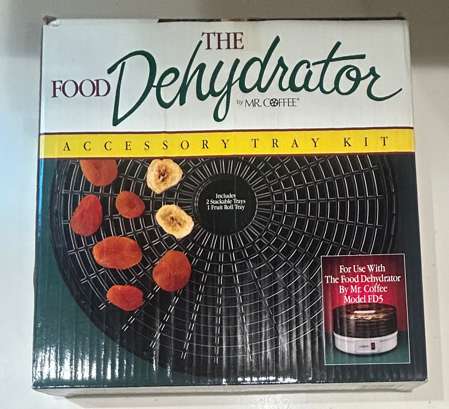 THE
FOOD Dehydrator
by MR. COFFEE®
ACCESSORY TRAY KIT
Includes
2 Stackable Trays
1 Fruit Roll Tray
For Use With
The Food Dehydrator
By Mr. Coffee
Model FD5